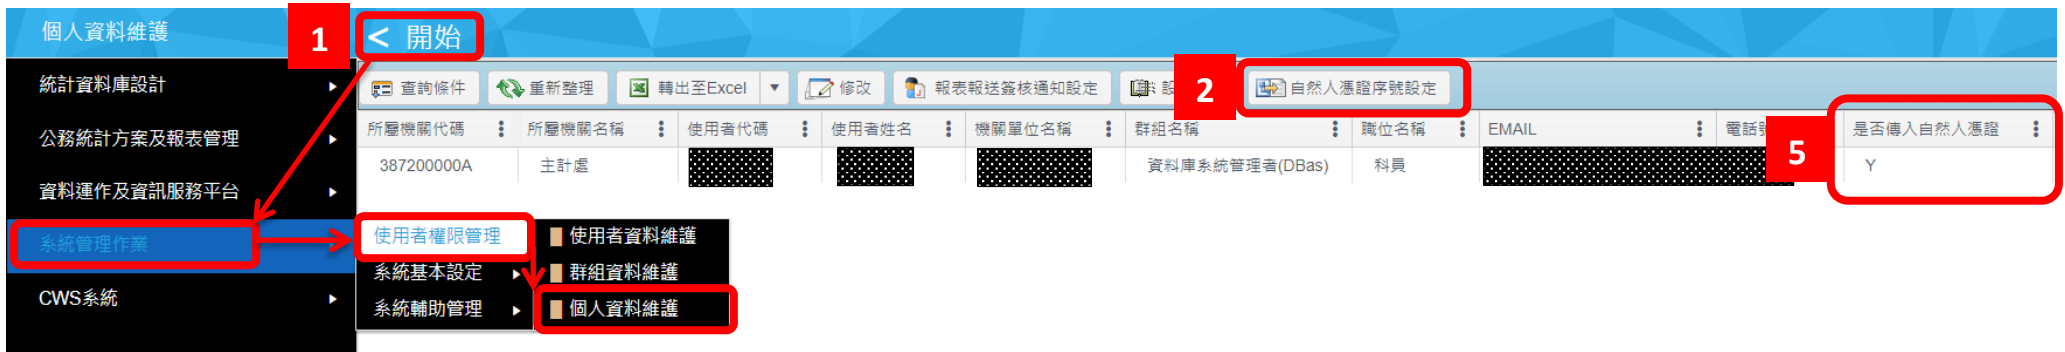 個人資料維護
1
< 開始
統計資料庫設計
公務統計方案及報表管理
資料運作及資訊服務平台
系統管理作業
CWS系統
查詢條件 重新整理 轉出至Excel 修改 報表報送簽核通知設定 設 2 自然人憑證序號設定
所屬機關代碼 所屬機關名稱 使用者代碼 使用者姓名 機關單位名稱 群組名稱 職位名稱 EMAIL 電話 5 是否傳入自然人憑證
387200000A 主計處 資料庫系統管理者(DBas) 科員 Y
使用者權限管理
系統基本設定
系統輔助管理
使用者資料維護
群組資料維護
個人資料維護